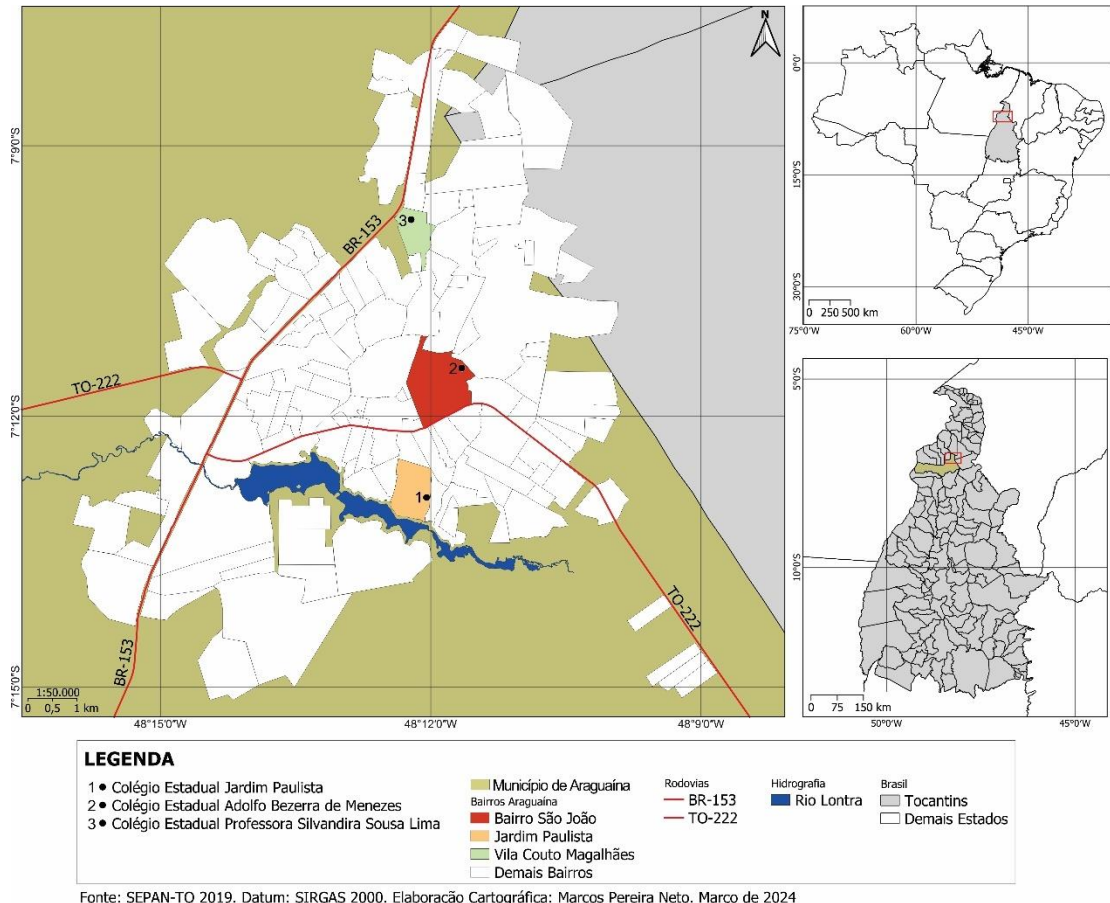 N
7°9'0"S
7°12'0"S
7°15'0"S
BR-153
TO-222
3
2
1
TO-222
BR-153
1:50.000
0 0,5 1 km
48°15'0"W
48°12'0"W
48°9'0"W
0°0"
15°0"S
30°0"S
0 250 500 km
75°0"W
60°0"W
45°0"W
5°0"S
10°0"S
0 75 150 km
50°0"W
45°0"W
LEGENDA
1 • Colégio Estadual Jardim Paulista
2 • Colégio Estadual Adolfo Bezerra de Menezes
3 • Colégio Estadual Professora Silvandira Sousa Lima
Município de Araguaína
Bairros Araguaína
Bairro São João
Jardim Paulista
Vila Couto Magalhães
Demais Bairros
Rodovias
BR-153
TO-222
Hidrografia
Rio Lontra
Brasil
Tocantins
Demais Estados
Fonte: SEPAN-TO 2019. Datum: SIRGAS 2000. Elaboração Cartográfica: Marcos Pereira Neto. Março de 2024